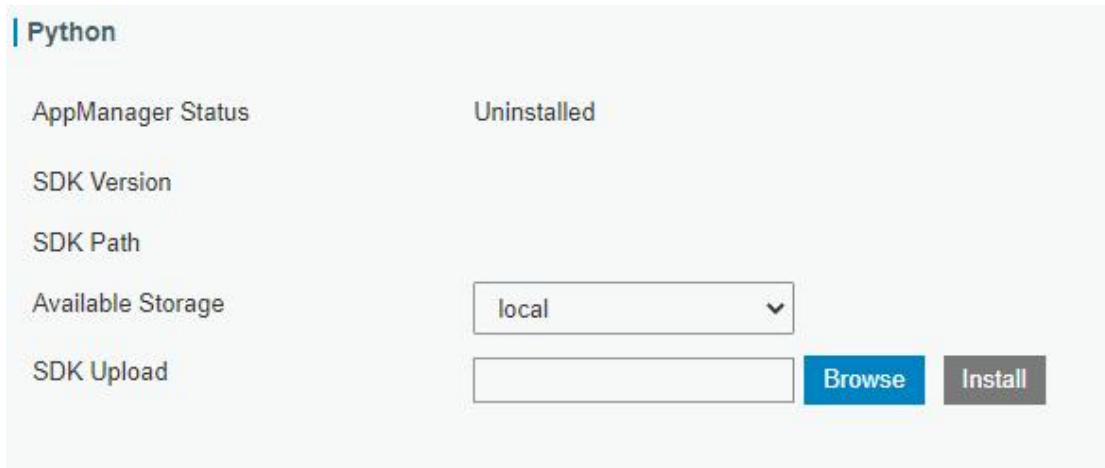 Python
AppManager Status Uninstalled
SDK Version
SDK Path
Available Storage local
SDK Upload Browse Install